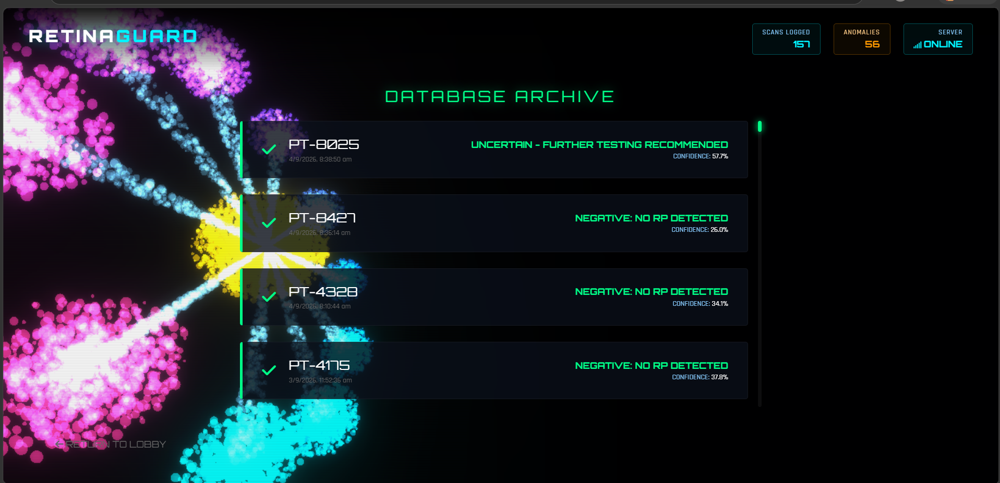 RETINAGUARD
SCANS LOGGED
157
ANOMALIES
56
SERVER
ONLINE
DATABASE ARCHIVE
PT-8025
4/9/2026, 8:38:50 am
UNCERTAIN - FURTHER TESTING RECOMMENDED
CONFIDENCE: 57.7%
PT-8427
4/9/2026, 8:35:14 am
NEGATIVE: NO RP DETECTED
CONFIDENCE: 26.0%
PT-4328
4/9/2026, 8:10:44 am
NEGATIVE: NO RP DETECTED
CONFIDENCE: 34.1%
PT-4175
3/9/2026, 11:52:36 am
NEGATIVE: NO RP DETECTED
CONFIDENCE: 37.8%
← RETURN TO LOBBY